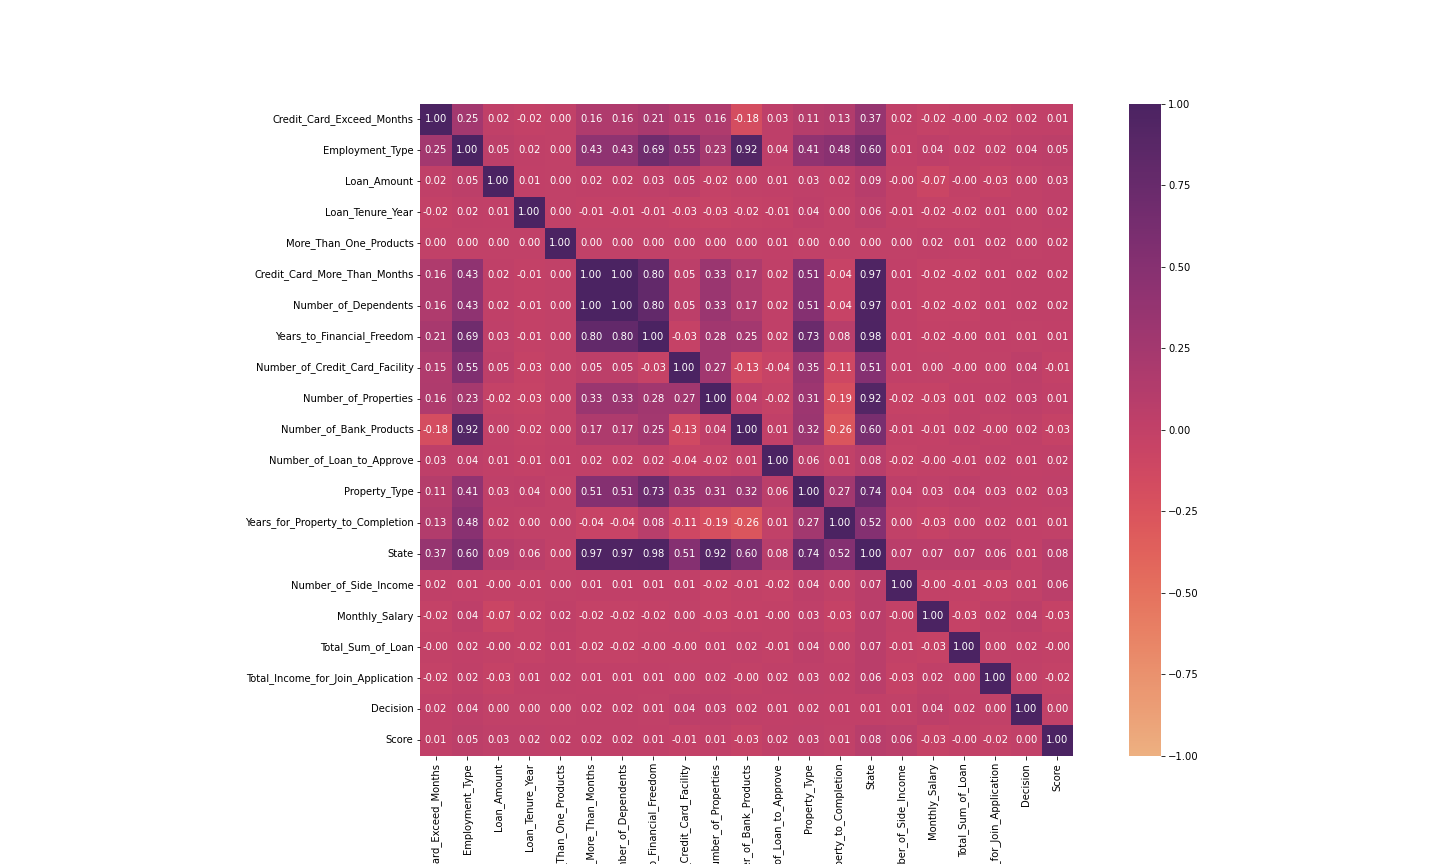 Credit_Card_Exceed_Months 1.00 0.25 0.02 -0.02 0.00 0.16 0.16 0.21 0.15 0.16 -0.18 0.03 0.11 0.13 0.37 0.02 -0.02 -0.00 -0.02 0.02 0.01
Employment_Type 0.25 1.00 0.05 0.02 0.00 0.43 0.43 0.69 0.55 0.23 0.92 0.04 0.41 0.48 0.60 0.01 0.04 0.02 0.02 0.04 0.05
Loan_Amount 0.02 0.05 1.00 0.01 0.00 0.02 0.02 0.03 0.05 -0.02 0.00 0.01 0.03 0.02 0.09 -0.00 -0.07 -0.00 -0.03 0.00 0.03
Loan_Tenure_Year -0.02 0.02 0.01 1.00 0.00 -0.01 -0.01 -0.01 -0.03 -0.03 -0.02 -0.01 0.04 0.00 0.06 -0.01 -0.02 -0.02 0.01 0.00 0.02
More_Than_One_Products 0.00 0.00 0.00 0.00 1.00 0.00 0.00 0.00 0.00 0.00 0.00 0.01 0.00 0.00 0.00 0.00 0.02 0.01 0.02 0.00 0.02
Credit_Card_More_Than_Months 0.16 0.43 0.02 -0.01 0.00 1.00 1.00 0.80 0.05 0.33 0.17 0.02 0.51 -0.04 0.97 0.01 -0.02 -0.02 0.01 0.02 0.02
Number_of_Dependents 0.16 0.43 0.02 -0.01 0.00 1.00 1.00 0.80 0.05 0.33 0.17 0.02 0.51 -0.04 0.97 0.01 -0.02 -0.02 0.01 0.02 0.02
Years_to_Financial_Freedom 0.21 0.69 0.03 -0.01 0.00 0.80 0.80 1.00 -0.03 0.28 0.25 0.02 0.73 0.08 0.98 0.01 -0.02 -0.00 0.01 0.01 0.01
Number_of_Credit_Card_Facility 0.15 0.55 0.05 -0.03 0.00 0.05 0.05 -0.03 1.00 0.27 -0.13 -0.04 0.35 -0.11 0.51 0.01 0.00 -0.00 0.00 0.04 -0.01
Number_of_Properties 0.16 0.23 -0.02 -0.03 0.00 0.33 0.33 0.28 0.27 1.00 0.04 -0.02 0.31 -0.19 0.92 -0.02 -0.03 0.01 0.02 0.03 0.01
Number_of_Bank_Products -0.18 0.92 0.00 -0.02 0.00 0.17 0.17 0.25 -0.13 0.04 1.00 0.01 0.32 -0.26 0.60 -0.01 -0.01 0.02 -0.00 0.02 -0.03
Number_of_Loan_to_Approve 0.03 0.04 0.01 -0.01 0.01 0.02 0.02 0.02 -0.04 -0.02 0.01 1.00 0.06 0.01 0.08 -0.02 -0.00 -0.01 0.02 0.01 0.02
Property_Type 0.11 0.41 0.03 0.04 0.00 0.51 0.51 0.73 0.35 0.31 0.32 0.06 1.00 0.27 0.74 0.04 0.03 0.04 0.03 0.02 0.03
Years_for_Property_to_Completion 0.13 0.48 0.02 0.00 0.00 -0.04 -0.04 0.08 -0.11 -0.19 -0.26 0.01 0.27 1.00 0.52 0.00 -0.03 0.00 0.02 0.01 0.01
State 0.37 0.60 0.09 0.06 0.00 0.97 0.97 0.98 0.51 0.92 0.60 0.08 0.74 0.52 1.00 0.07 0.07 0.07 0.06 0.01 0.08
Number_of_Side_Income 0.02 0.01 -0.00 -0.01 0.00 0.01 0.01 0.01 0.01 -0.02 -0.01 -0.02 0.04 0.00 0.07 1.00 -0.00 -0.01 -0.03 0.01 0.06
Monthly_Salary -0.02 0.04 -0.07 -0.02 0.02 -0.02 -0.02 -0.02 0.00 -0.03 -0.01 -0.00 0.03 -0.03 0.07 -0.00 1.00 -0.03 0.02 0.04 -0.03
Total_Sum_of_Loan -0.00 0.02 -0.00 -0.02 0.01 -0.02 -0.02 -0.00 -0.00 0.01 0.02 -0.01 0.04 0.00 0.07 -0.01 -0.03 1.00 0.00 0.02 -0.00
Total_Income_for_Join_Application -0.02 0.02 -0.03 0.01 0.02 0.01 0.01 0.01 0.00 0.02 -0.00 0.02 0.03 0.02 0.06 -0.03 0.02 0.00 1.00 0.00 -0.02
Decision 0.02 0.04 0.00 0.00 0.00 0.02 0.02 0.01 0.04 0.03 0.02 0.01 0.02 0.01 0.01 0.01 0.04 0.02 0.00 1.00 0.00
Score 0.01 0.05 0.03 0.02 0.02 0.02 0.02 0.01 -0.01 0.01 -0.03 0.02 0.03 0.01 0.08 0.06 -0.03 -0.00 -0.02 0.00 1.00
ard_Exceed_Months
Employment_Type
Loan_Amount
Loan_Tenure_Year
Than_One_Products
_More_Than_Months
mber_of_Dependents
o_Financial_Freedom
Credit_Card_Facility
umber_of_Properties
er_of_Bank_Products
of_Loan_to_Approve
Property_Type
perty_to_Completion
State
ber_of_Side_Income
Monthly_Salary
Total_Sum_of_Loan
for_Join_Application
Decision
Score
1.00
0.75
0.50
0.25
0.00
−0.25
−0.50
−0.75
−1.00